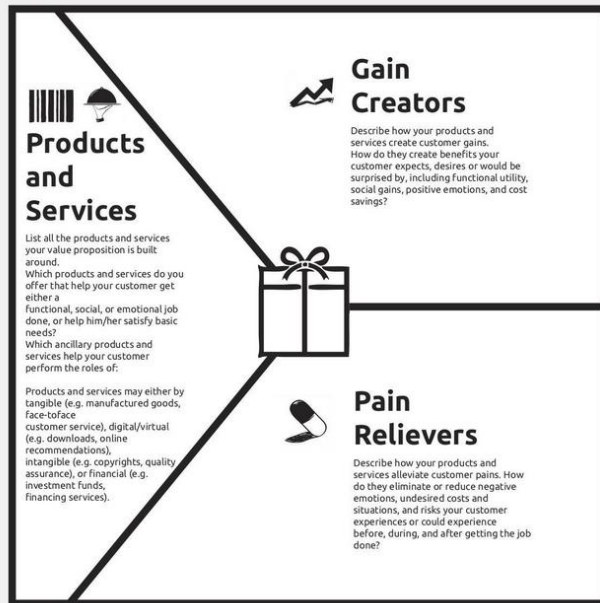 Products
and
Services
List all the products and services
your value proposition is built
around.
Which products and services do you
offer that help your customer get
either a
functional, social, or emotional job
done, or help him/her satisfy basic
needs?
Which ancillary products and
services help your customer
perform the roles of:
Products and services may either by
tangible (e.g. manufactured goods,
face-toface
customer service), digital/virtual
(e.g. downloads, online
recommendations),
intangible (e.g. copyrights, quality
assurance), or financial (e.g.
investment funds,
financing services).
Gain
Creators
Describe how your products and
services create customer gains.
How do they create benefits your
customer expects, desires or would be
surprised by, including functional utility,
social gains, positive emotions, and cost
savings?
Pain
Relievers
Describe how your products and
services alleviate customer pains. How
do they eliminate or reduce negative
emotions, undesired costs and
situations, and risks your customer
experiences or could experience
before, during, and after getting the job
done?